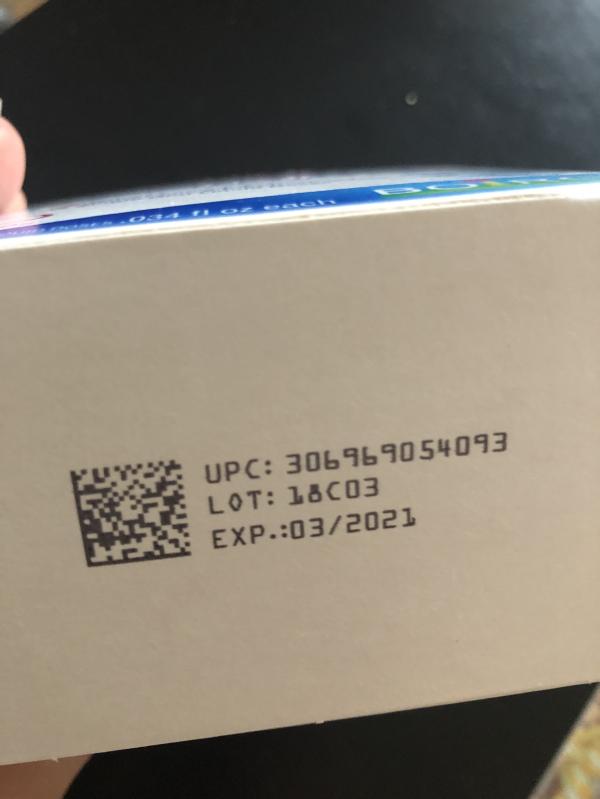 .034 fl oz each
UPC: 306969054093
LOT: 18C03
EXP.:03/2021